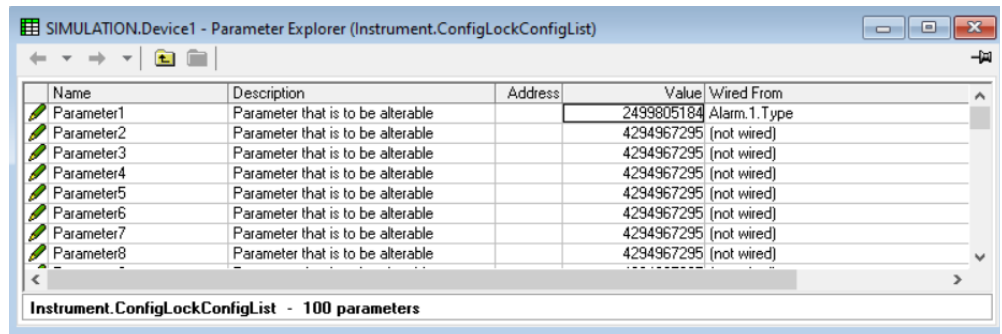 SIMULATION.Device1 - Parameter Explorer (Instrument.ConfigLockConfigList)
Name Description Address Value Wired From
Parameter1 Parameter that is to be alterable 2499805184 Alarm.1.Type
Parameter2 Parameter that is to be alterable 4294967295 (not wired)
Parameter3 Parameter that is to be alterable 4294967295 (not wired)
Parameter4 Parameter that is to be alterable 4294967295 (not wired)
Parameter5 Parameter that is to be alterable 4294967295 (not wired)
Parameter6 Parameter that is to be alterable 4294967295 (not wired)
Parameter7 Parameter that is to be alterable 4294967295 (not wired)
Parameter8 Parameter that is to be alterable 4294967295 (not wired)
Instrument.ConfigLockConfigList - 100 parameters